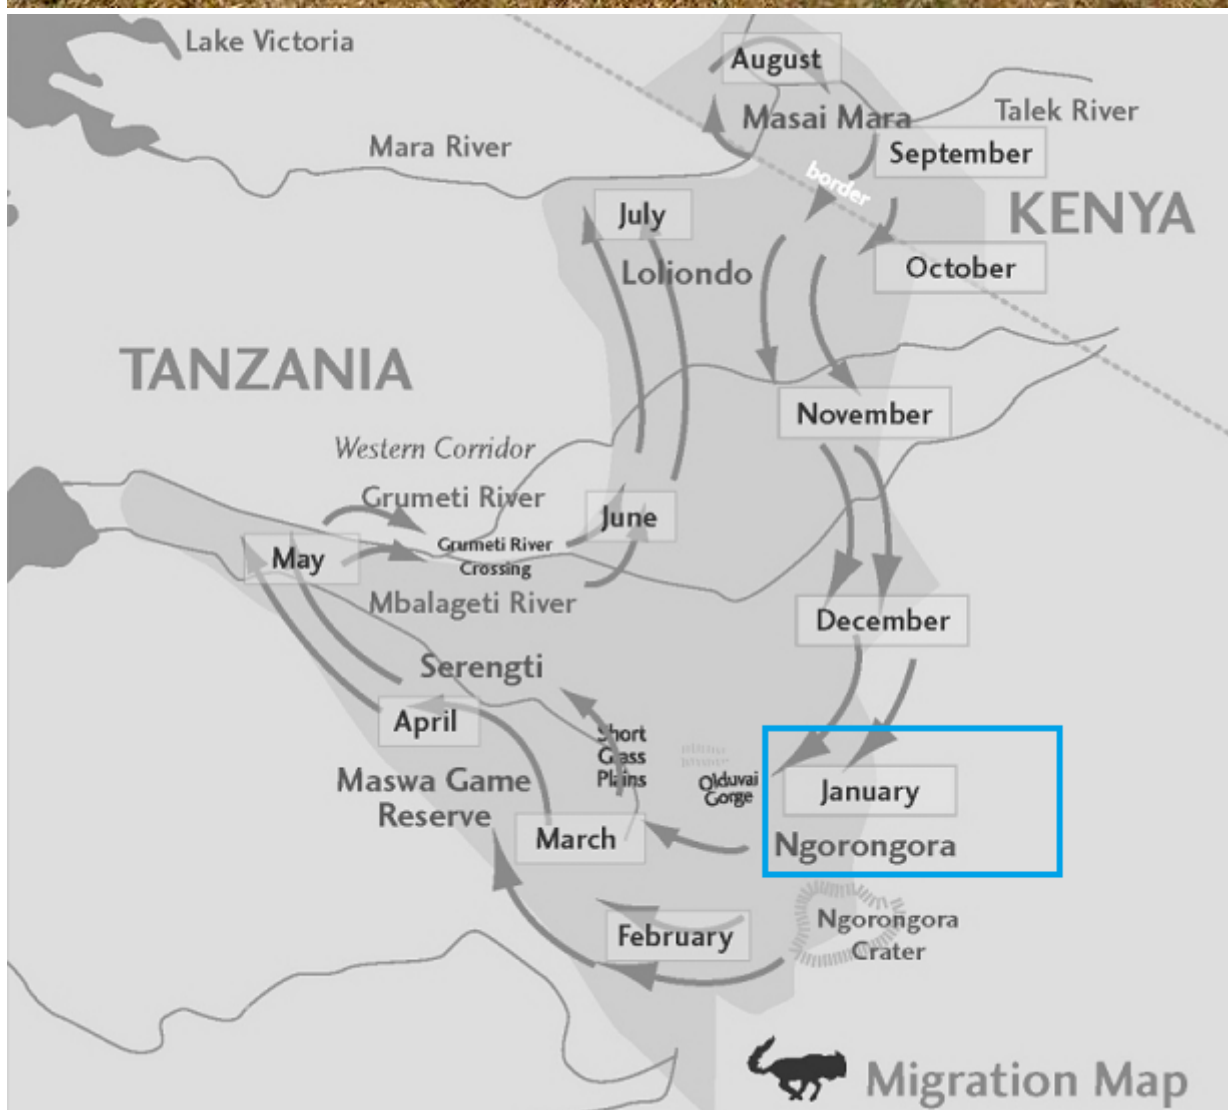 Lake Victoria
August
Talek River
Masai Mara
Mara River
September
border
KENYA
July
Loliondo
October
TANZANIA
November
Western Corridor
Grumeti River
June
Grumeti River
Crossing
May
Mbalageti River
December
Serengti
April
Short
Grass
Plains
Olduvai
Gorge
Maswa Game
Reserve
January
March
Ngorongora
February
Ngorongora
Crater
Migration Map